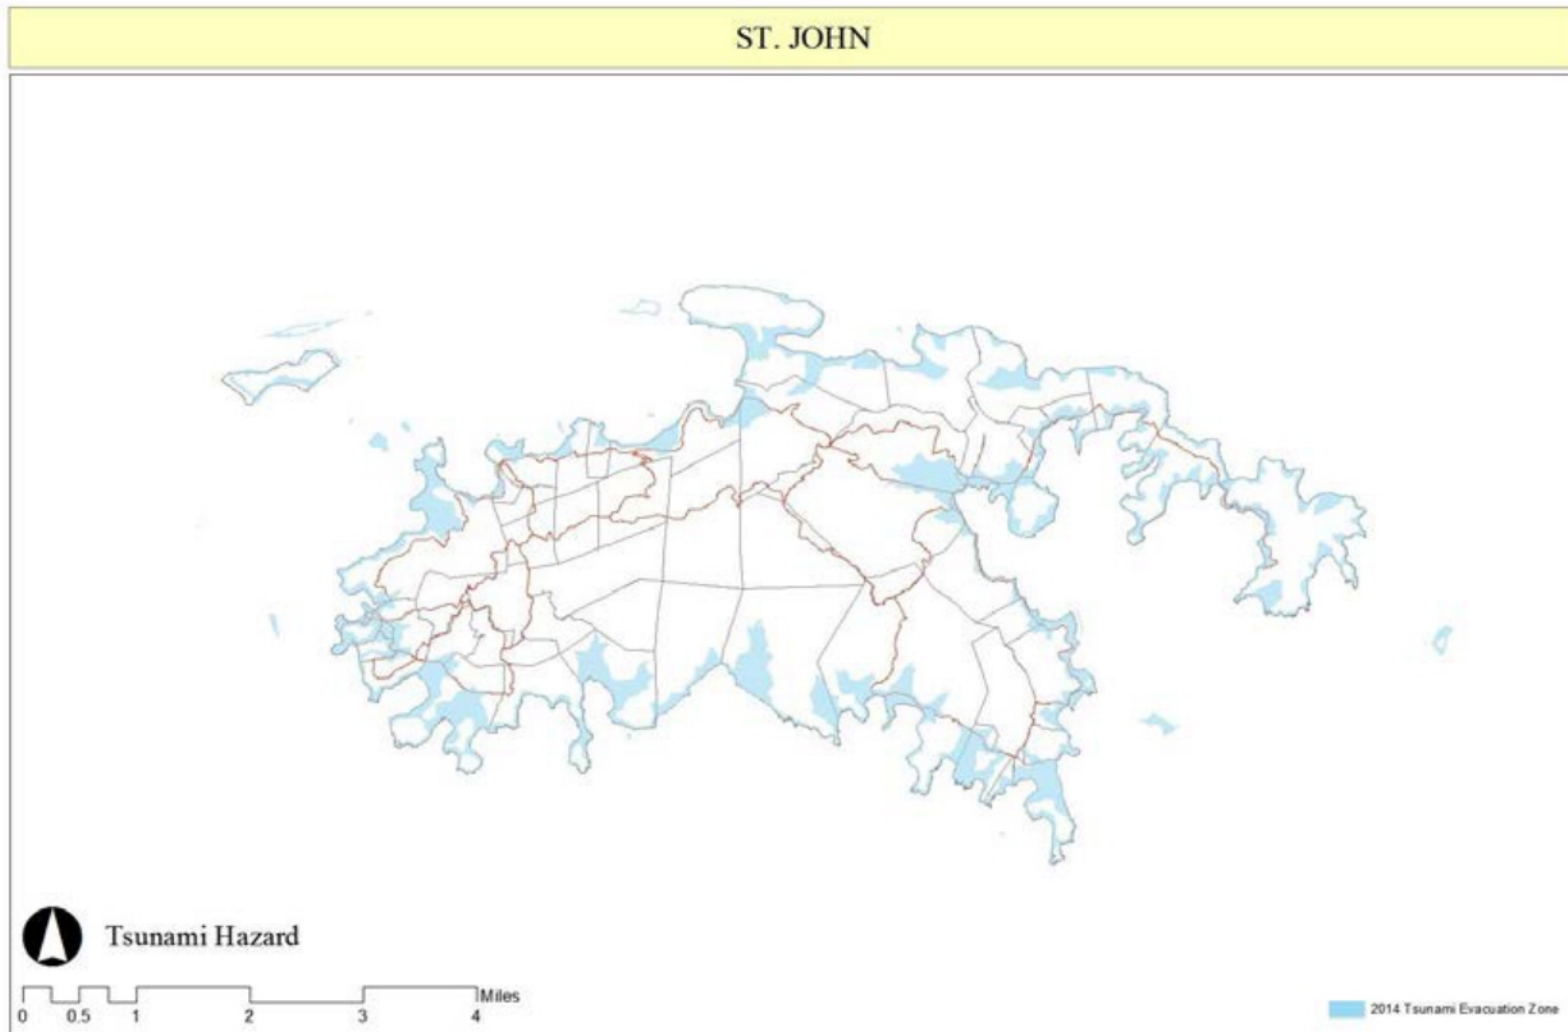 ST. JOHN
Tsunami Hazard
Miles
0 0.5 1 2 3 4
2014 Tsunami Evacuation Zone